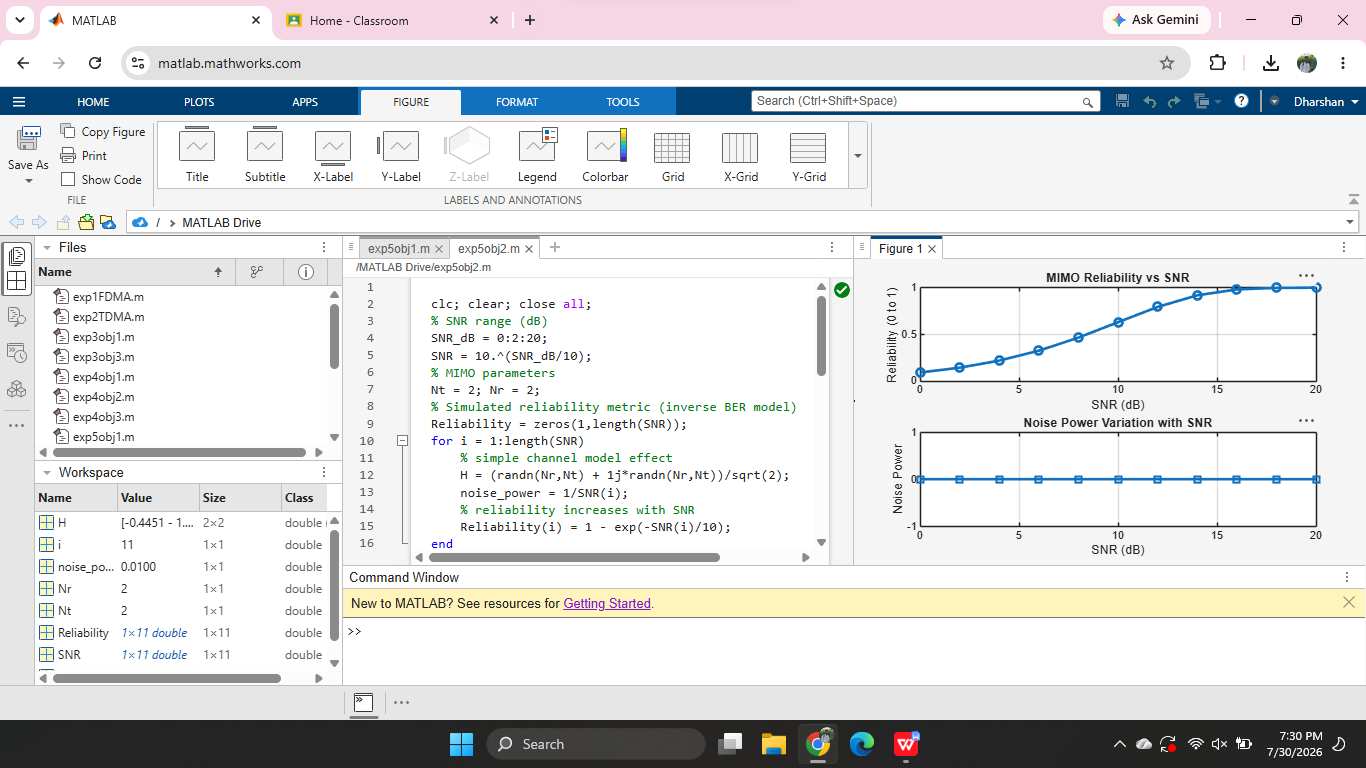 MATLAB
Home - Classroom
Ask Gemini
matlab.mathworks.com
HOME
PLOTS
APPS
FIGURE
FORMAT
TOOLS
Search (Ctrl+Shift+Space)
Dharshan
Save As
Copy Figure
Print
Show Code
FILE
Title
Subtitle
X-Label
Y-Label
Z-Label
Legend
Colorbar
Grid
X-Grid
Y-Grid
LABELS AND ANNOTATIONS
/ > MATLAB Drive
Files
Name
exp1FDMA.m
exp2TDMA.m
exp3obj1.m
exp3obj3.m
exp4obj1.m
exp4obj2.m
exp4obj3.m
exp5obj1.m
Workspace
Name Value Size Class
H [-0.4451 - 1.... 2×2 double
i 11 1×1 double
noise_po... 0.0100 1×1 double
Nr 2 1×1 double
Nt 2 1×1 double
Reliability 1×11 double 1×11 double
SNR 1×11 double 1×11 double
exp5obj1.m
exp5obj2.m
/MATLAB Drive/exp5obj2.m
1
2 clc; clear; close all;
3 % SNR range (dB)
4 SNR_dB = 0:2:20;
5 SNR = 10.^(SNR_dB/10);
6 % MIMO parameters
7 Nt = 2; Nr = 2;
8 % Simulated reliability metric (inverse BER model)
9 Reliability = zeros(1,length(SNR));
10 for i = 1:length(SNR)
11 % simple channel model effect
12 H = (randn(Nr,Nt) + 1j*randn(Nr,Nt))/sqrt(2);
13 noise_power = 1/SNR(i);
14 % reliability increases with SNR
15 Reliability(i) = 1 - exp(-SNR(i)/10);
16 end
Figure 1
MIMO Reliability vs SNR
Reliability (0 to 1)
1
0.5
0
0 5 10 15 20
SNR (dB)
Noise Power Variation with SNR
Noise Power
1
0
-1
0 5 10 15 20
SNR (dB)
Command Window
New to MATLAB? See resources for Getting Started.
>>
Search
7:30 PM
7/30/2026